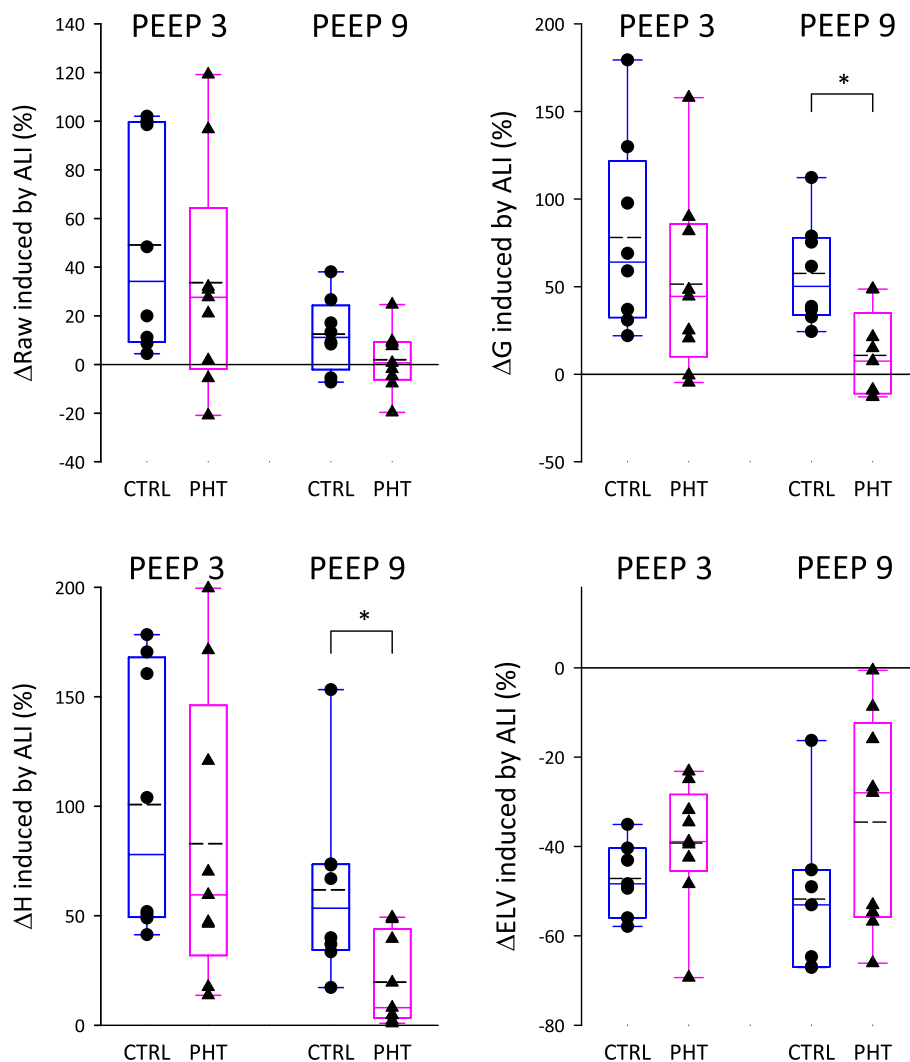 PEEP 3 PEEP 9
ΔRaw induced by ALI (%)
140
120
100
80
60
40
20
0
-20
-40
CTRL PHT CTRL PHT
PEEP 3 PEEP 9
ΔG induced by ALI (%)
200
150
100
50
0
-50
*
CTRL PHT CTRL PHT
PEEP 3 PEEP 9
ΔH induced by ALI (%)
200
150
100
50
0
*
CTRL PHT CTRL PHT
PEEP 3 PEEP 9
ΔELV induced by ALI (%)
0
-20
-40
-60
-80
CTRL PHT CTRL PHT